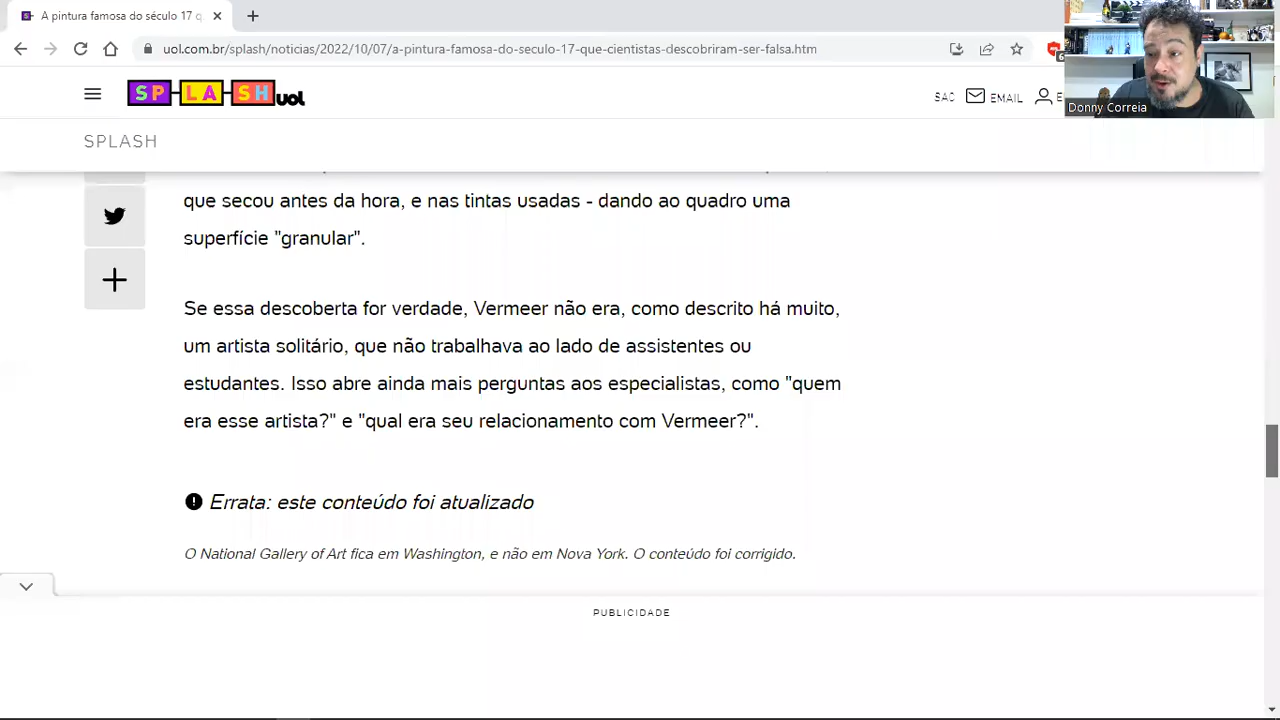 A pintura famosa do século 17 q
uol.com.br/splash/noticias/2022/10/07/a-pintura-famosa-do-seculo-17-que-cientistas-descobriram-ser-falsa.htm
6
SPLASH uol
SAC EMAIL E
Donny Correia
SPLASH
que secou antes da hora, e nas tintas usadas - dando ao quadro uma
superfície "granular".
Se essa descoberta for verdade, Vermeer não era, como descrito há muito,
um artista solitário, que não trabalhava ao lado de assistentes ou
estudantes. Isso abre ainda mais perguntas aos especialistas, como "quem
era esse artista?" e "qual era seu relacionamento com Vermeer?".
Errata: este conteúdo foi atualizado
O National Gallery of Art fica em Washington, e não em Nova York. O conteúdo foi corrigido.
PUBLICIDADE